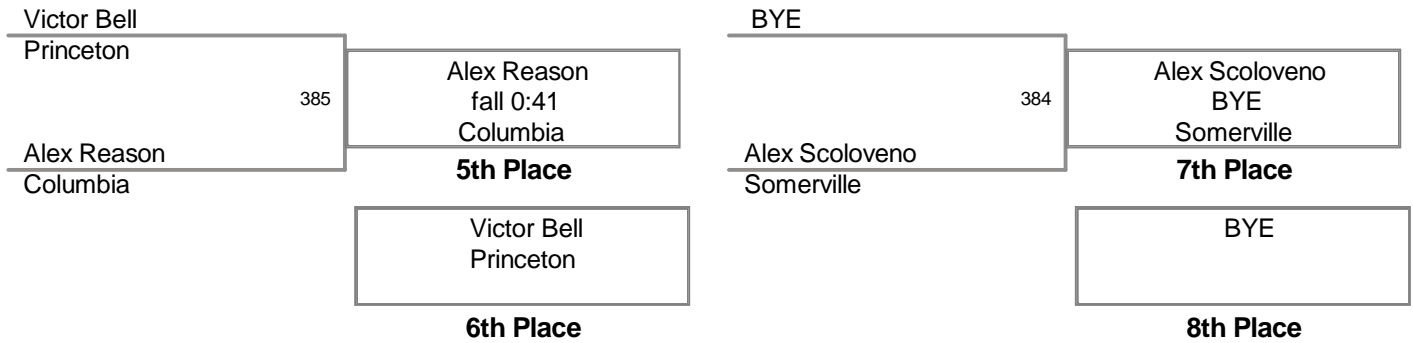 Victor Bell
Princeton
385
Alex Reason
Columbia
Alex Reason
fall 0:41
Columbia
5th Place
Victor Bell
Princeton
6th Place
BYE
384
Alex Scoloveno
Somerville
Alex Scoloveno
BYE
Somerville
7th Place
BYE
8th Place